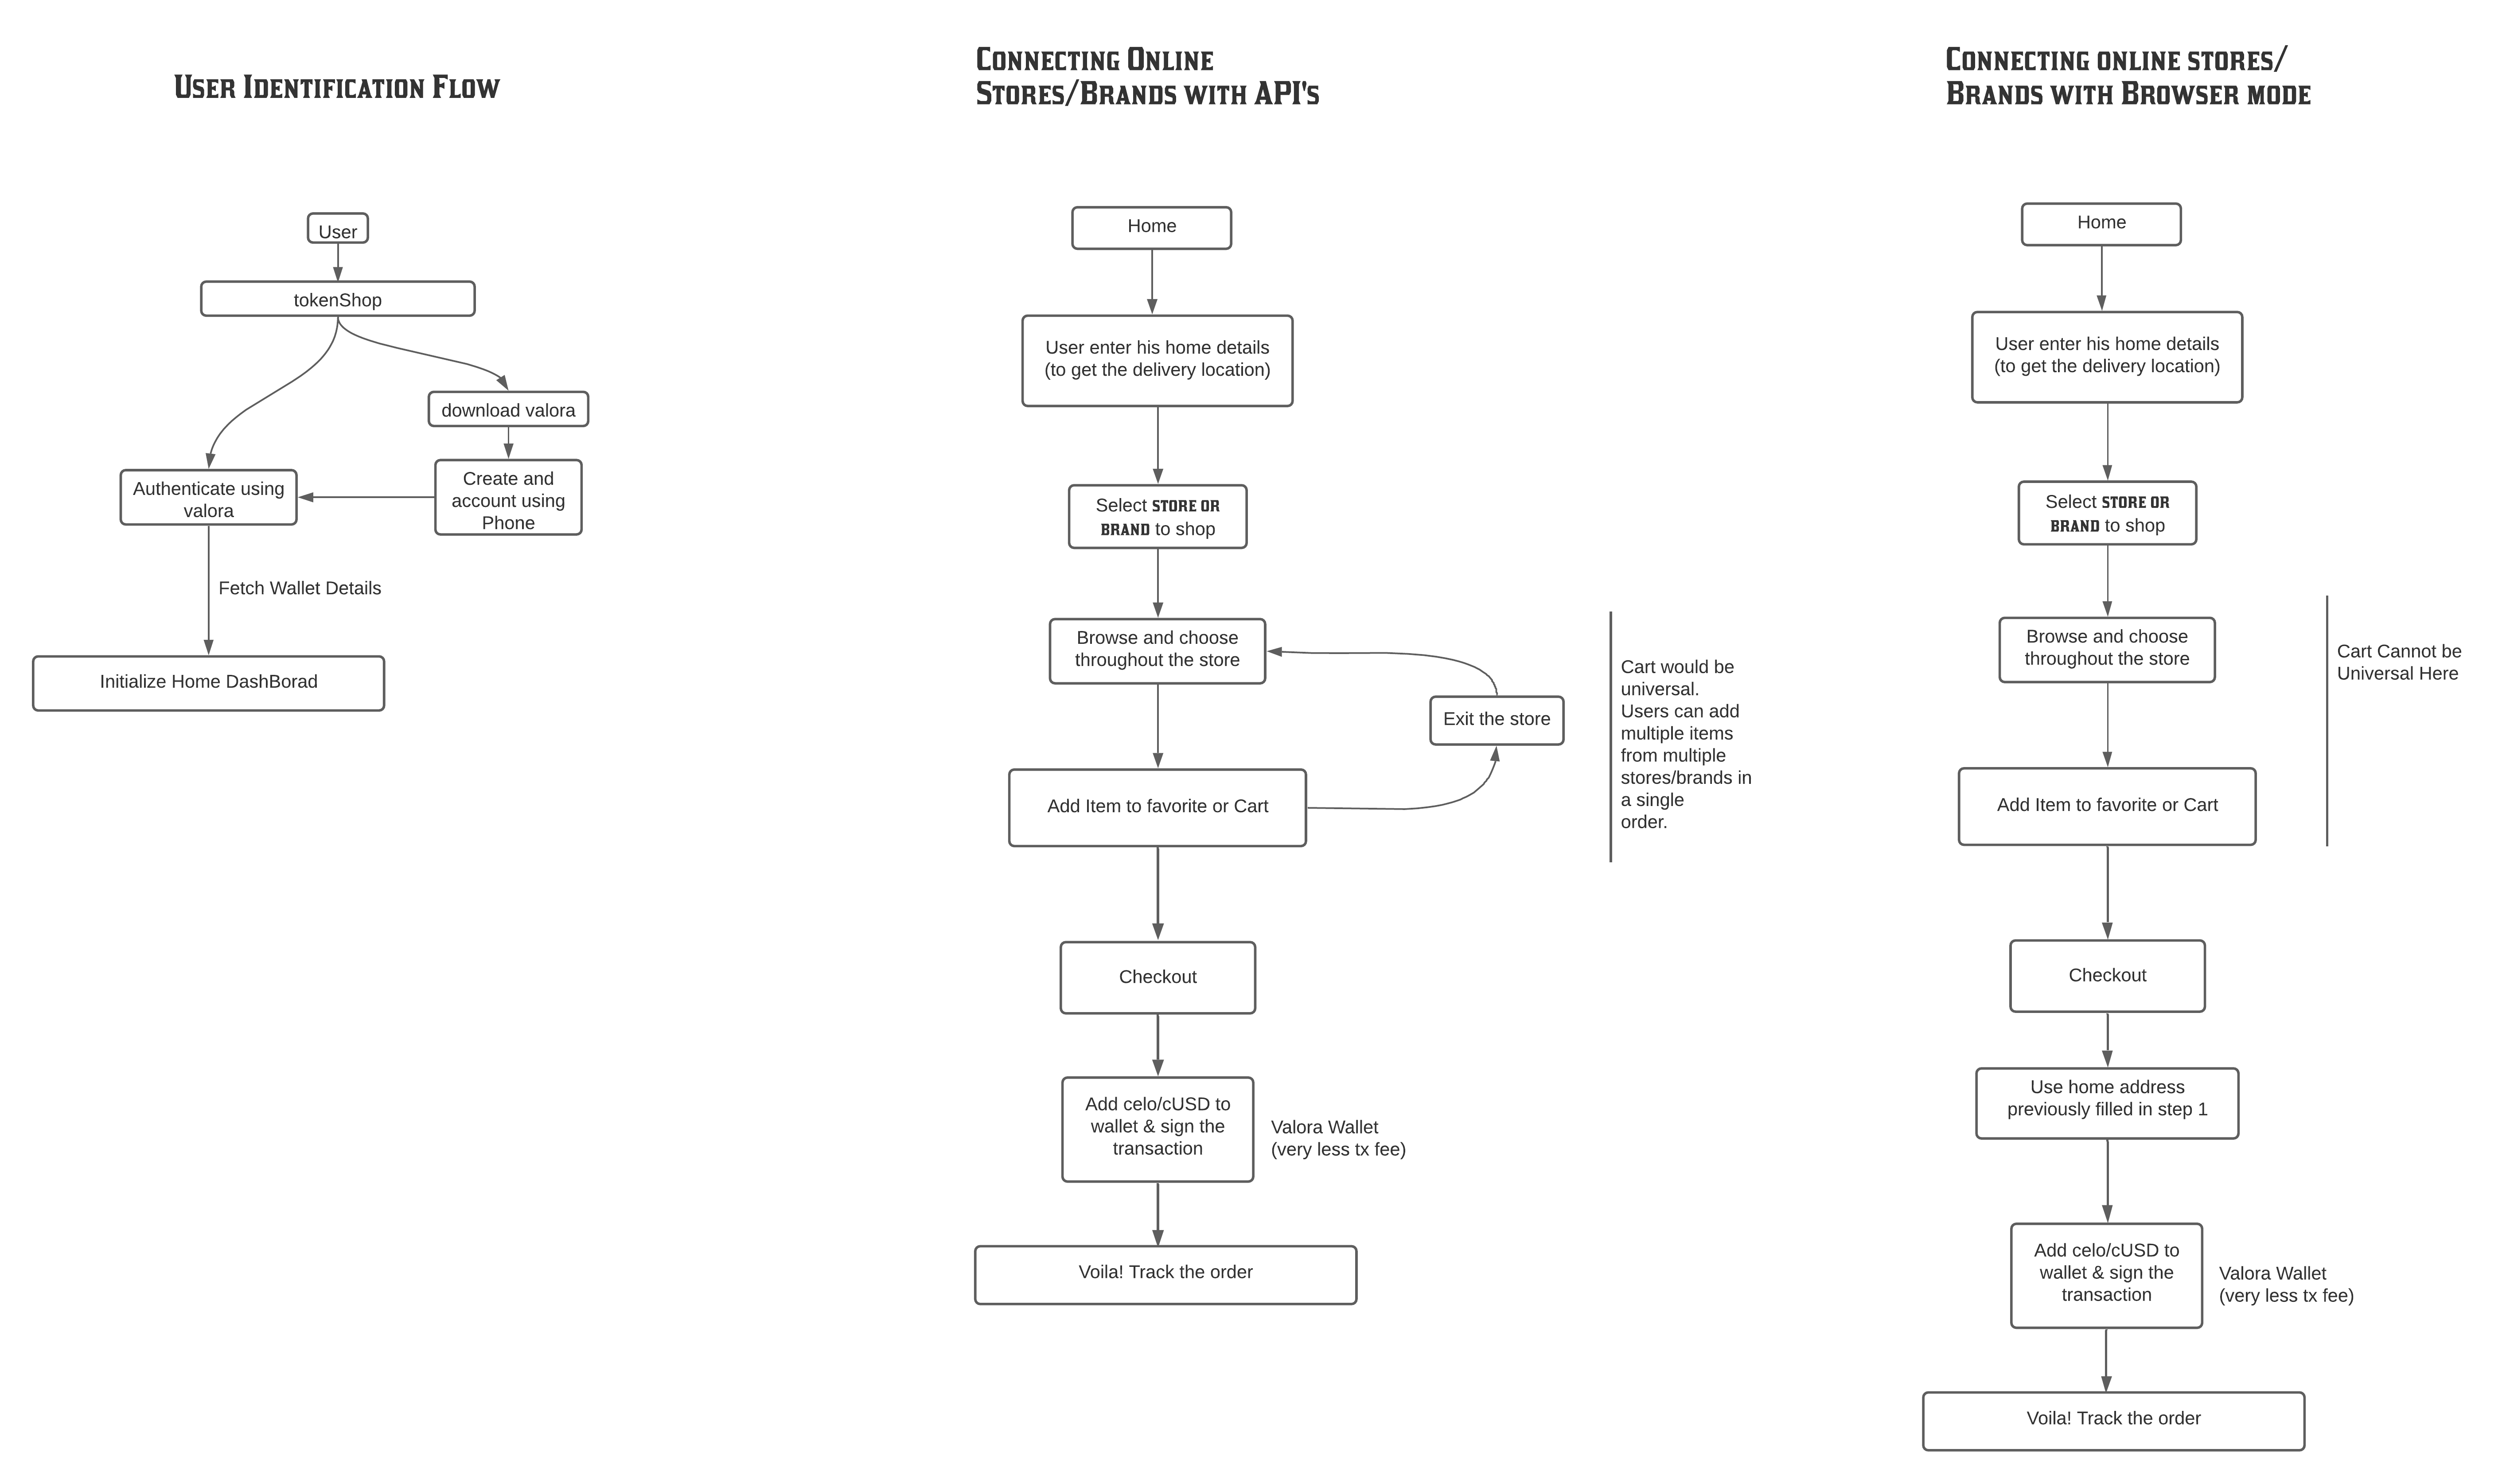 User Identification Flow
User
tokenShop
download valora
Authenticate using
valora
Create and
account using
Phone
Fetch Wallet Details
Initialize Home DashBorad
Connecting Online
Stores/Brands with API's
Home
User enter his home details
(to get the delivery location)
Select store or
brand to shop
Browse and choose
throughout the store
Exit the store
Add Item to favorite or Cart
Cart would be
universal.
Users can add
multiple items
from multiple
stores/brands in
a single
order.
Checkout
Add celo/cUSD to
wallet & sign the
transaction
Valora Wallet
(very less tx fee)
Voila! Track the order
Connecting online stores/
Brands with Browser mode
Home
User enter his home details
(to get the delivery location)
Select store or
brand to shop
Browse and choose
throughout the store
Cart Cannot be
Universal Here
Add Item to favorite or Cart
Checkout
Use home address
previously filled in step 1
Add celo/cUSD to
wallet & sign the
transaction
Valora Wallet
(very less tx fee)
Voila! Track the order